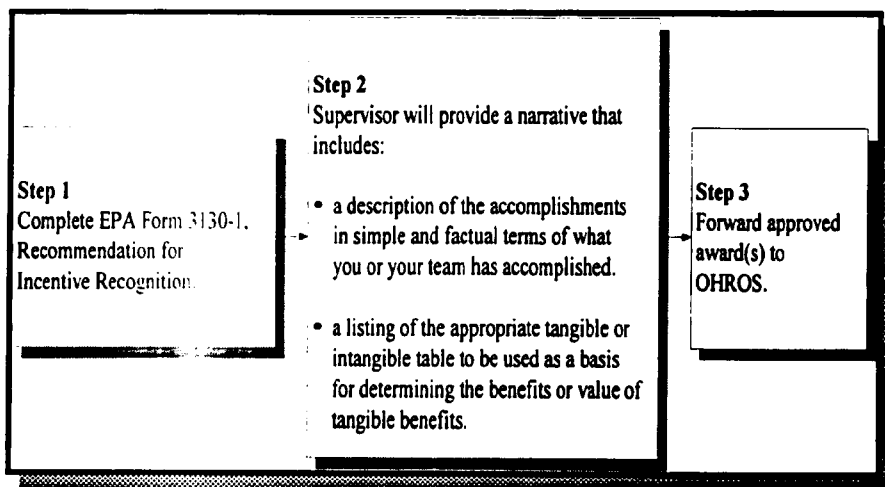 Step 1
Complete EPA Form 3130-1.
Recommendation for
Incentive Recognition.
Step 2
Supervisor will provide a narrative that
includes:
• a description of the accomplishments
in simple and factual terms of what
you or your team has accomplished.
• a listing of the appropriate tangible or
intangible table to be used as a basis
for determining the benefits or value of
tangible benefits.
Step 3
Forward approved
award(s) to
OHROS.